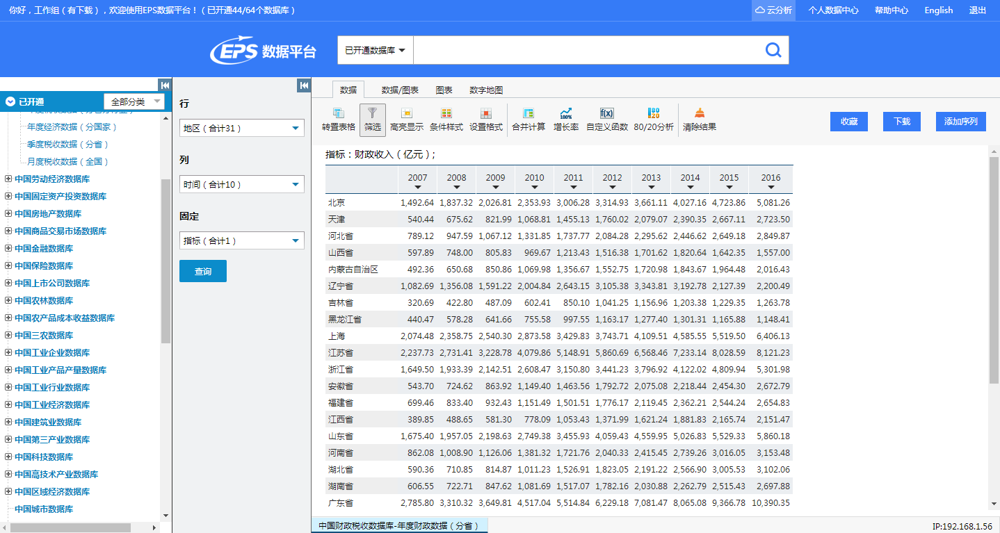 你好，工作组（有下载），欢迎使用EPS数据平台！（已开通44/64个数据库）
云分析 个人数据中心 帮助中心 English 退出
EPS 数据平台
已开通数据库
已开通 全部分类
年度经济数据（分国家）
季度税收数据（分省）
月度税收数据（全国）
中国劳动经济数据库
中国固定资产投资数据库
中国房地产数据库
中国商品交易市场数据库
中国金融数据库
中国保险数据库
中国上市公司数据库
中国农林数据库
中国农产品成本收益数据库
中国三农数据库
中国工业企业数据库
中国工业产品产量数据库
中国工业行业数据库
中国工业经济数据库
中国建筑业数据库
中国第三产业数据库
中国科技数据库
中国高技术产业数据库
中国区域经济数据库
中国城市数据库
行
地区（合计31）
列
时间（合计10）
固定
指标（合计1）
查询
数据 数据/图表 图表 数字地图
转置表格 筛选 高亮显示 条件样式 设置格式 合并计算 100% 增长率 f(x) 自定义函数 80 20 80/20分析 清除结果
收藏 下载 添加序列
指标：财政收入（亿元）;
2007 2008 2009 2010 2011 2012 2013 2014 2015 2016
北京 1,492.64 1,837.32 2,026.81 2,353.93 3,006.28 3,314.93 3,661.11 4,027.16 4,723.86 5,081.26
天津 540.44 675.62 821.99 1,068.81 1,455.13 1,760.02 2,079.07 2,390.35 2,667.11 2,723.50
河北省 789.12 947.59 1,067.12 1,331.85 1,737.77 2,084.28 2,295.62 2,446.62 2,649.18 2,849.87
山西省 597.89 748.00 805.83 969.67 1,213.43 1,516.38 1,701.62 1,820.64 1,642.35 1,557.00
内蒙古自治区 492.36 650.68 850.86 1,069.98 1,356.67 1,552.75 1,720.98 1,843.67 1,964.48 2,016.43
辽宁省 1,082.69 1,356.08 1,591.22 2,004.84 2,643.15 3,105.38 3,343.81 3,192.78 2,127.39 2,200.49
吉林省 320.69 422.80 487.09 602.41 850.10 1,041.25 1,156.96 1,203.38 1,229.35 1,263.78
黑龙江省 440.47 578.28 641.66 755.58 997.55 1,163.17 1,277.40 1,301.31 1,165.88 1,148.41
上海 2,074.48 2,358.75 2,540.30 2,873.58 3,429.83 3,743.71 4,109.51 4,585.55 5,519.50 6,406.13
江苏省 2,237.73 2,731.41 3,228.78 4,079.86 5,148.91 5,860.69 6,568.46 7,233.14 8,028.59 8,121.23
浙江省 1,649.50 1,933.39 2,142.51 2,608.47 3,150.80 3,441.23 3,796.92 4,122.02 4,809.94 5,301.98
安徽省 543.70 724.62 863.92 1,149.40 1,463.56 1,792.72 2,075.08 2,218.44 2,454.30 2,672.79
福建省 699.46 833.40 932.43 1,151.49 1,501.51 1,776.17 2,119.45 2,362.21 2,544.24 2,654.83
江西省 389.85 488.65 581.30 778.09 1,053.43 1,371.99 1,621.24 1,881.83 2,165.74 2,151.47
山东省 1,675.40 1,957.05 2,198.63 2,749.38 3,455.93 4,059.43 4,559.95 5,026.83 5,529.33 5,860.18
河南省 862.08 1,008.90 1,126.06 1,381.32 1,721.76 2,040.33 2,415.45 2,739.26 3,016.05 3,153.48
湖北省 590.36 710.85 814.87 1,011.23 1,526.91 1,823.05 2,191.22 2,566.90 3,005.53 3,102.06
湖南省 606.55 722.71 847.62 1,081.69 1,517.07 1,782.16 2,030.88 2,262.79 2,515.43 2,697.88
广东省 2,785.80 3,310.32 3,649.81 4,517.04 5,514.84 6,229.18 7,081.47 8,065.08 9,366.78 10,390.35
中国财政税收数据库-年度财政数据（分省） IP:192.168.1.56